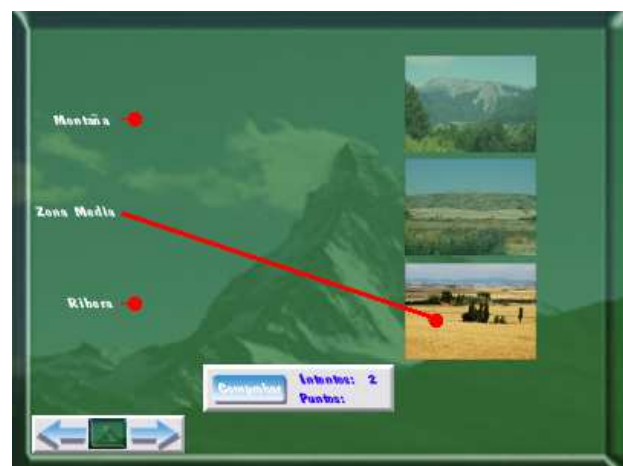 Montaña
Zona Media
Ribera
Comprobar
Intentos: 2
Puntos: